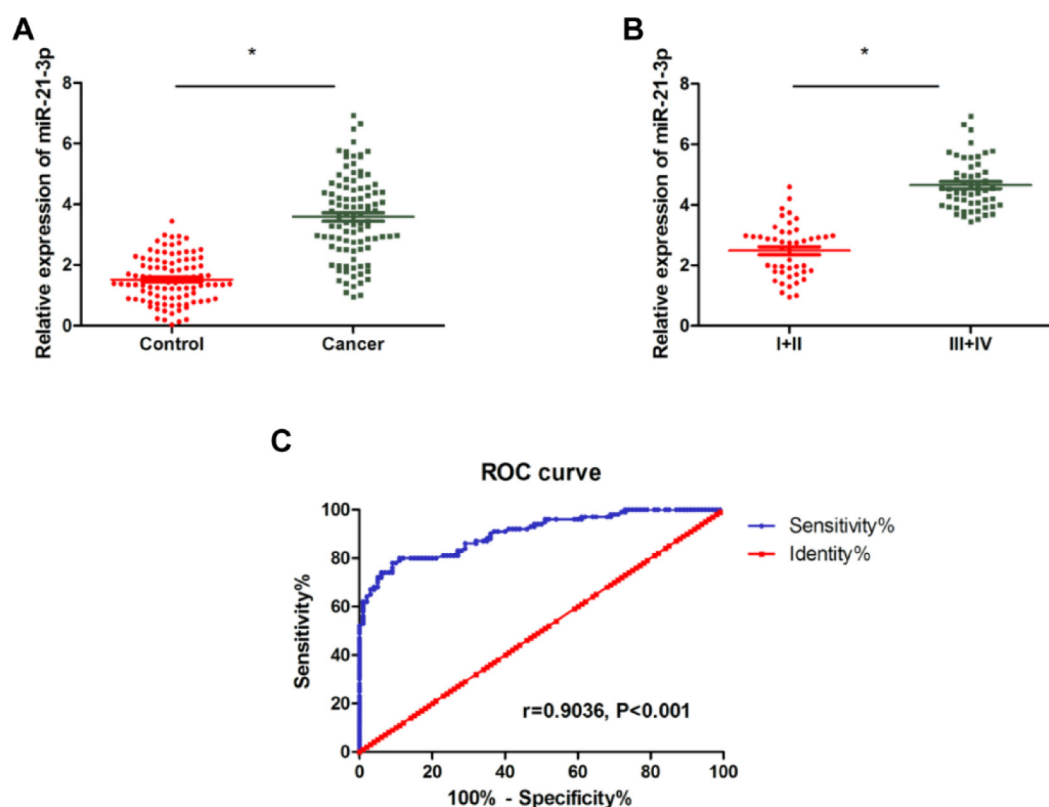 A
*
Relative expression of miR-21-3p
8
6
4
2
0
Control
Cancer
B
*
Relative expression of miR-21-3p
8
6
4
2
0
I+II
III+IV
C
ROC curve
Sensitivity%
100
80
60
40
20
0
0 20 40 60 80 100
100% - Specificity%
r=0.9036, P<0.001
Sensitivity%
Identity%